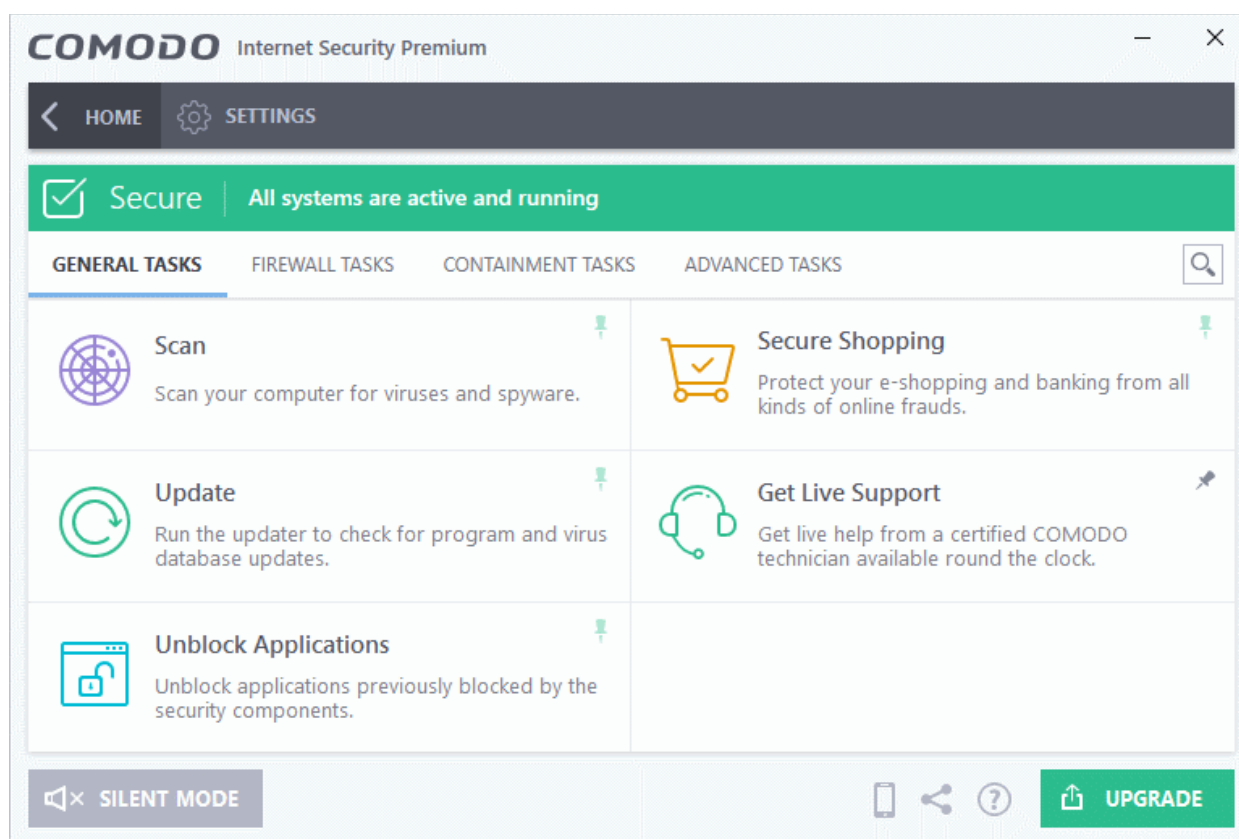 COMODO Internet Security Premium
HOME SETTINGS
Secure All systems are active and running
GENERAL TASKS FIREWALL TASKS CONTAINMENT TASKS ADVANCED TASKS
Scan
Scan your computer for viruses and spyware.
Secure Shopping
Protect your e-shopping and banking from all
kinds of online frauds.
Update
Run the updater to check for program and virus
database updates.
Get Live Support
Get live help from a certified COMODO
technician available round the clock.
Unblock Applications
Unblock applications previously blocked by the
security components.
SILENT MODE
?
UPGRADE